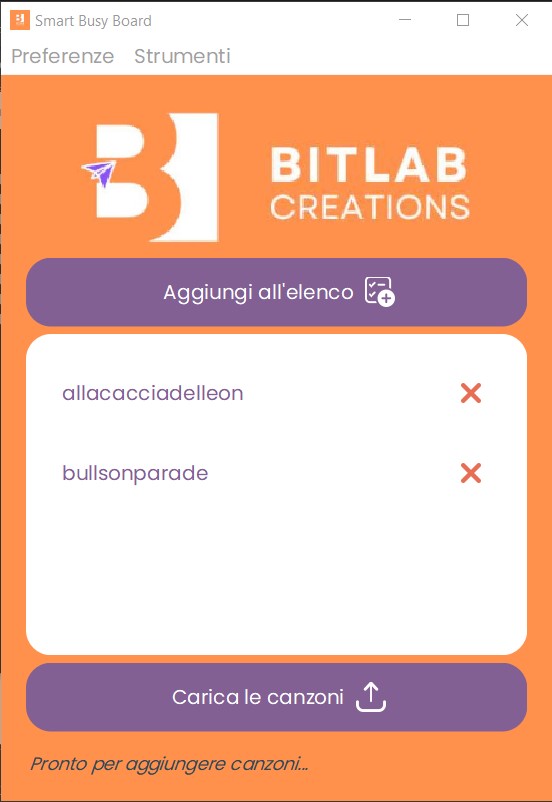 Smart Busy Board
Preferenze Strumenti
BITLAB
CREATIONS
Aggiungi all'elenco
allacacciadelleon
bullsonparade
Carica le canzoni
Pronto per aggiungere canzoni...